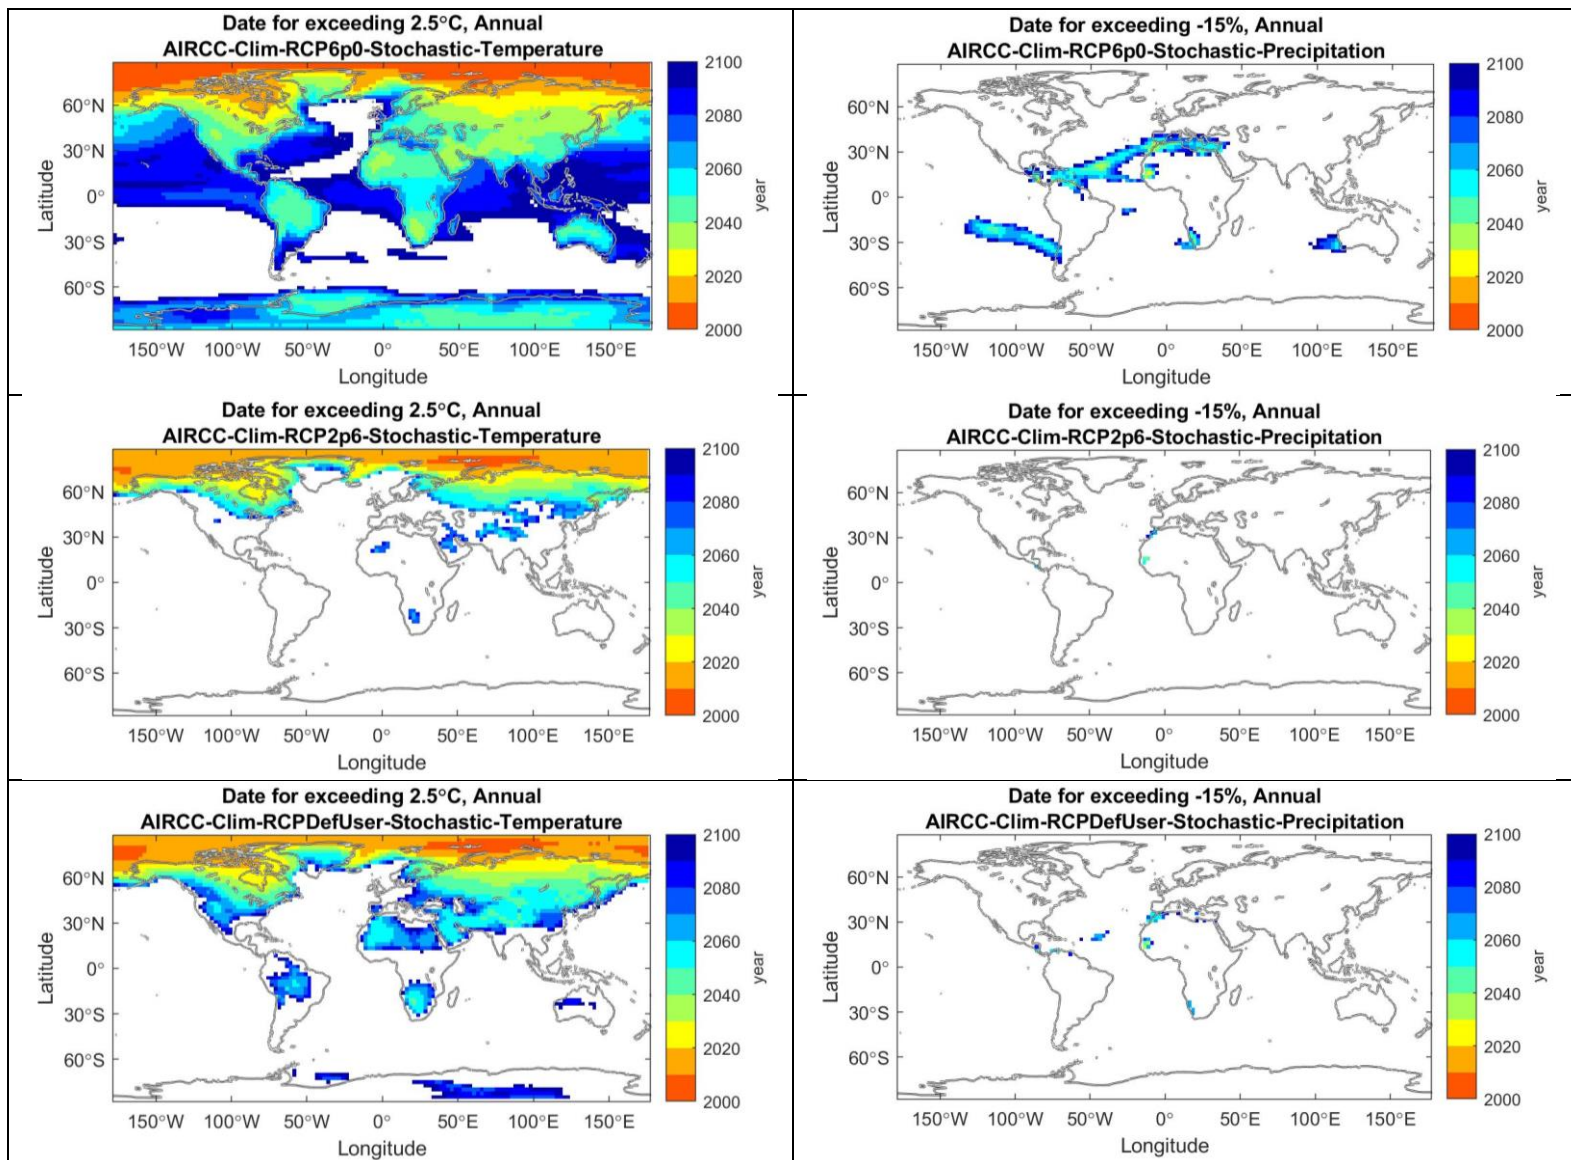 Date for exceeding 2.5°C, Annual
AIRCC-Clim-RCP6p0-Stochastic-Temperature
Latitude
60°N
30°N
0°
30°S
60°S
150°W 100°W 50°W 0° 50°E 100°E 150°E
Longitude
2100
2080
2060
2040
2020
2000
year
Date for exceeding -15%, Annual
AIRCC-Clim-RCP6p0-Stochastic-Precipitation
Latitude
60°N
30°N
0°
30°S
60°S
150°W 100°W 50°W 0° 50°E 100°E 150°E
Longitude
2100
2080
2060
2040
2020
2000
year
Date for exceeding 2.5°C, Annual
AIRCC-Clim-RCP2p6-Stochastic-Temperature
Latitude
60°N
30°N
0°
30°S
60°S
150°W 100°W 50°W 0° 50°E 100°E 150°E
Longitude
2100
2080
2060
2040
2020
2000
year
Date for exceeding -15%, Annual
AIRCC-Clim-RCP2p6-Stochastic-Precipitation
Latitude
60°N
30°N
0°
30°S
60°S
150°W 100°W 50°W 0° 50°E 100°E 150°E
Longitude
2100
2080
2060
2040
2020
2000
year
Date for exceeding 2.5°C, Annual
AIRCC-Clim-RCPDefUser-Stochastic-Temperature
Latitude
60°N
30°N
0°
30°S
60°S
150°W 100°W 50°W 0° 50°E 100°E 150°E
Longitude
2100
2080
2060
2040
2020
2000
year
Date for exceeding -15%, Annual
AIRCC-Clim-RCPDefUser-Stochastic-Precipitation
Latitude
60°N
30°N
0°
30°S
60°S
150°W 100°W 50°W 0° 50°E 100°E 150°E
Longitude
2100
2080
2060
2040
2020
2000
year